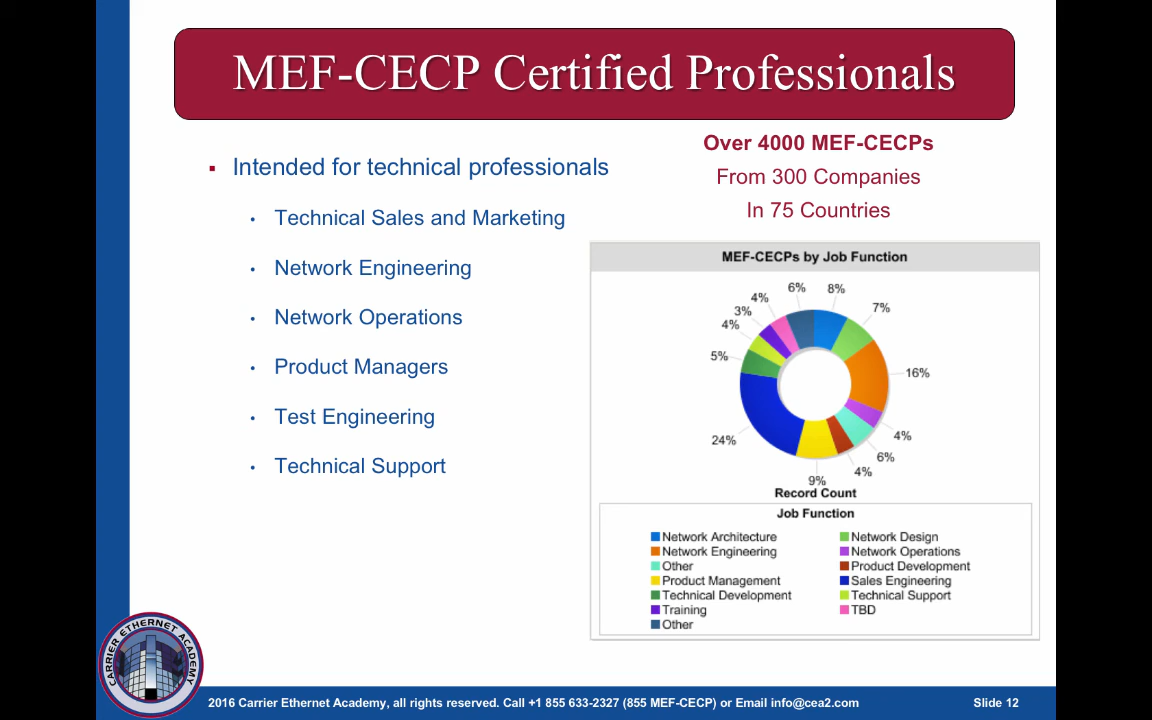 MEF-CECP Certified Professionals
▪ Intended for technical professionals
• Technical Sales and Marketing
• Network Engineering
• Network Operations
• Product Managers
• Test Engineering
• Technical Support
Over 4000 MEF-CECPs
From 300 Companies
In 75 Countries
MEF-CECPs by Job Function
8%
7%
16%
4%
6%
4%
9%
24%
5%
4%
3%
4%
6%
Record Count
Job Function
Network Architecture
Network Design
Network Engineering
Network Operations
Other
Product Development
Product Management
Sales Engineering
Technical Development
Technical Support
Training
TBD
Other
CARRIER ETHERNET ACADEMY
2016 Carrier Ethernet Academy, all rights reserved. Call +1 855 633-2327 (855 MEF-CECP) or Email info@cea2.com
Slide 12